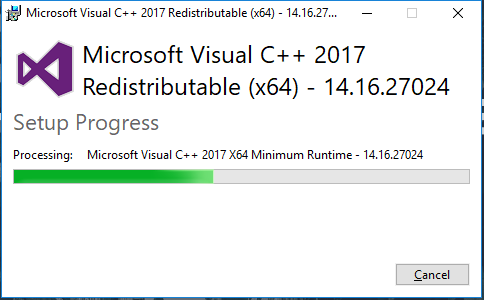 Microsoft Visual C++ 2017 Redistributable (x64) - 14.16.27...
Microsoft Visual C++ 2017
Redistributable (x64) - 14.16.27024
Setup Progress
Processing: Microsoft Visual C++ 2017 X64 Minimum Runtime - 14.16.27024
Cancel